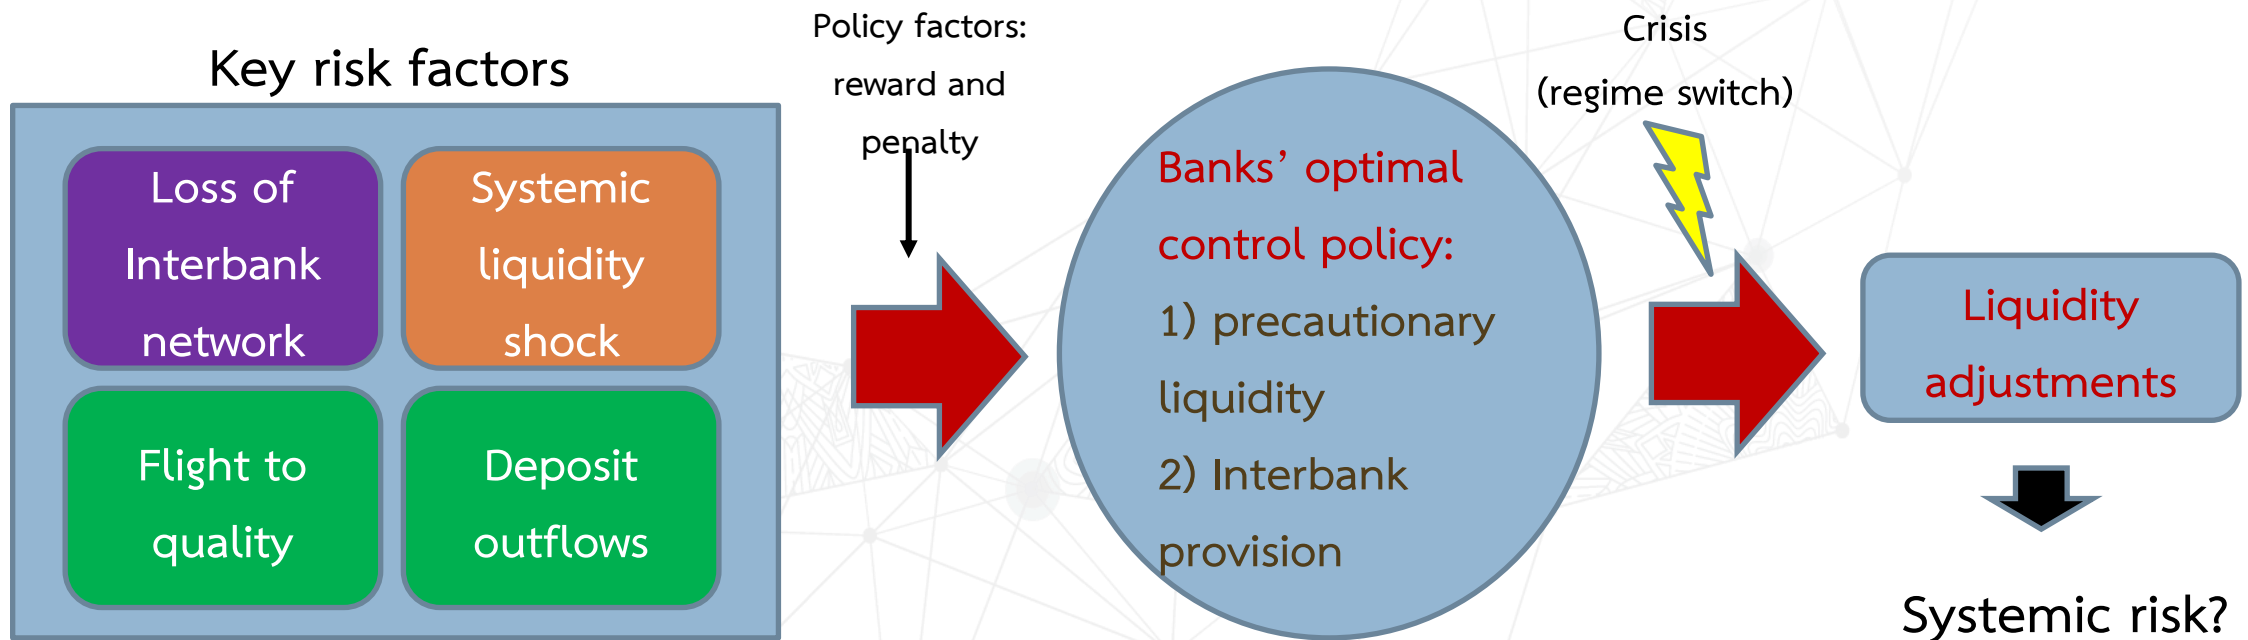 Key risk factors
Loss of
Interbank
network
Systemic
liquidity
shock
Flight to
quality
Deposit
outflows
Policy factors:
reward and
penalty
Banks’ optimal
control policy:
1) precautionary
liquidity
2) Interbank
provision
Crisis
(regime switch)
Liquidity
adjustments
Systemic risk?